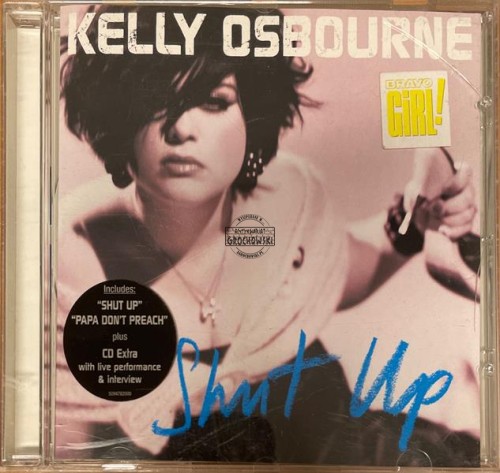 KELLY OSBOURNE
BRAVO
GiRL!
GROCHOWSKI
Includes:
"SHUT UP"
"PAPA DON'T PREACH"
plus
CD Extra
with live performance
& interview
Shut Up